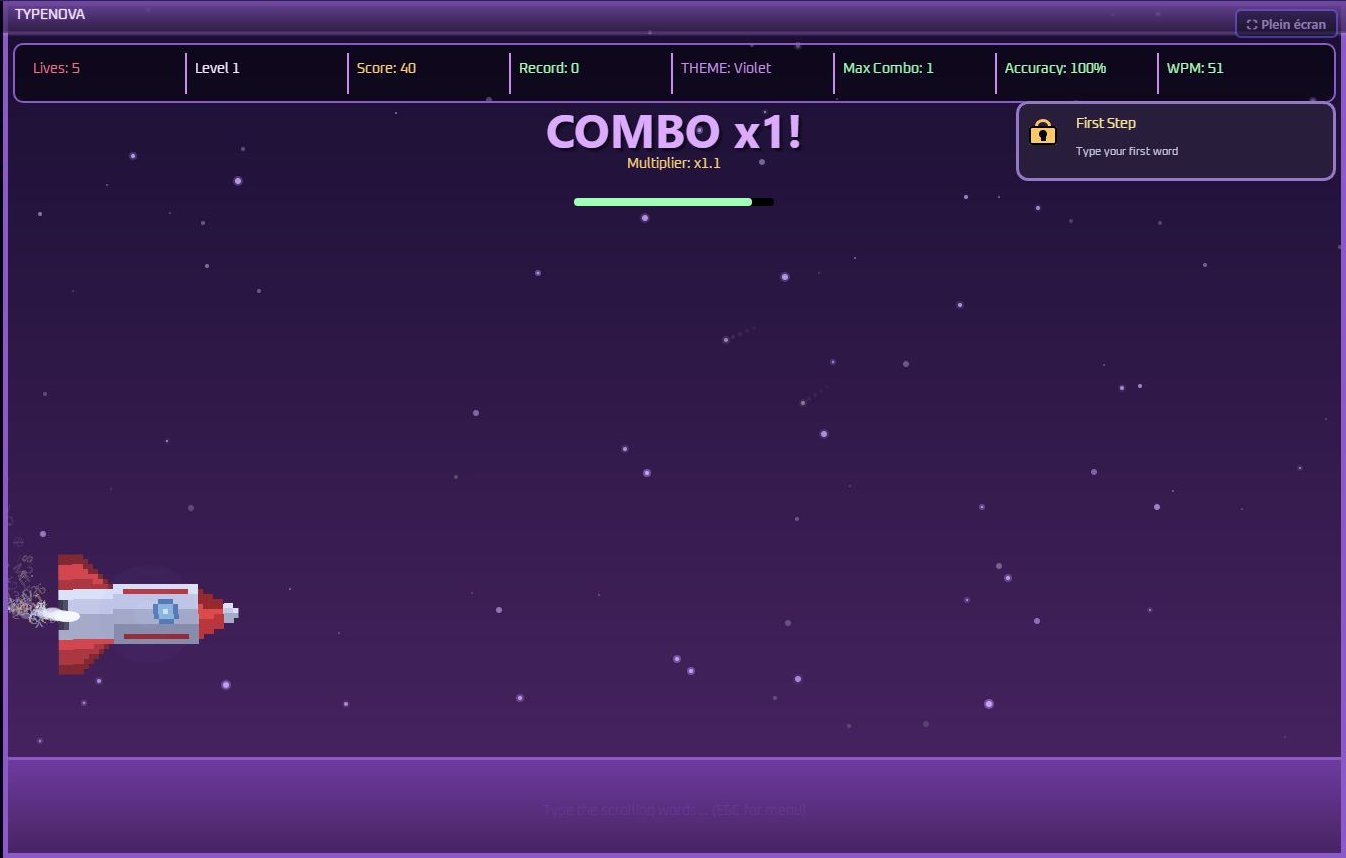 TYPENOVA
Plein écran
Lives: 5
Level 1
Score: 40
Record: 0
THEME: Violet
Max Combo: 1
Accuracy: 100%
WPM: 51
COMBO x1!
Multiplier: x1.1
First Step
Type your first word
Type the scrolling words... (ESC for menu)